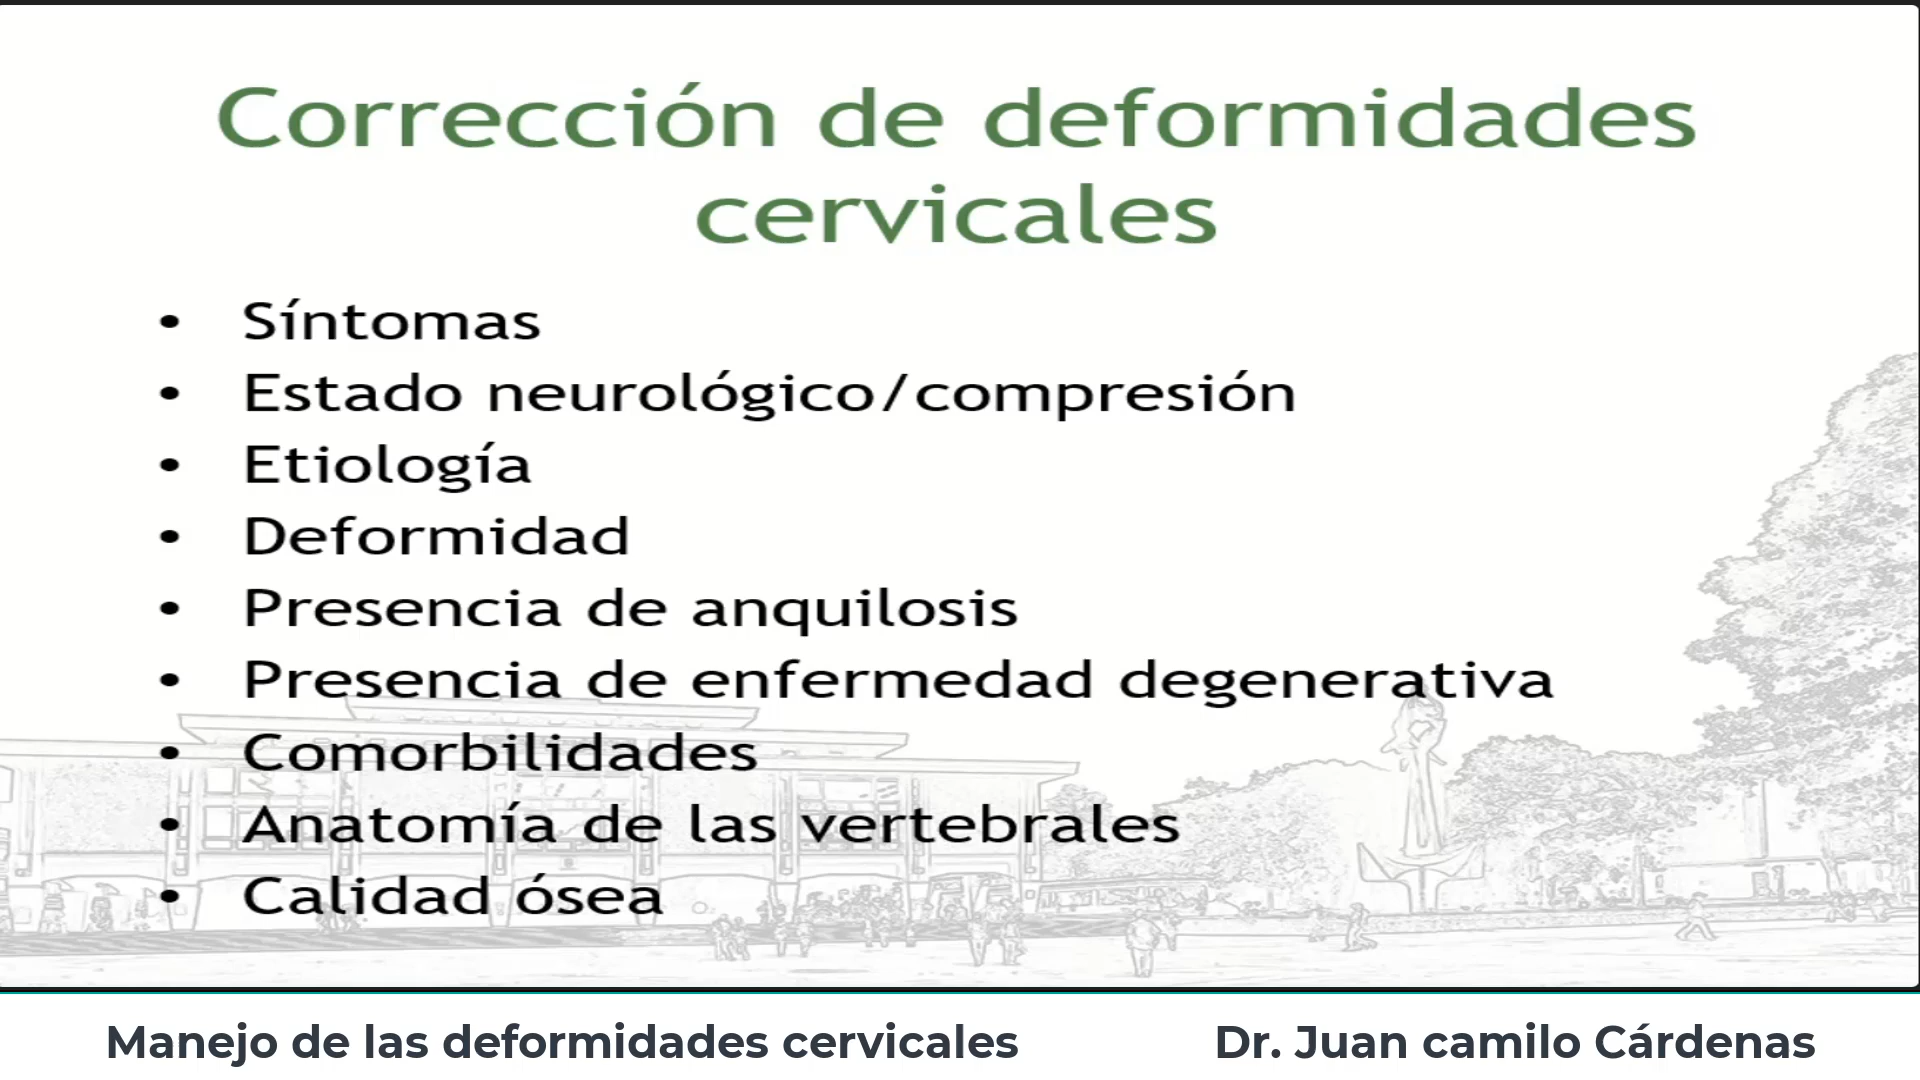 Corrección de deformidades
cervicales
• Síntomas
• Estado neurológico/compresión
• Etiología
• Deformidad
• Presencia de anquilosis
• Presencia de enfermedad degenerativa
• Comorbilidades
• Anatomía de las vertebrales
• Calidad ósea
Manejo de las deformidades cervicales
Dr. Juan camilo Cárdenas